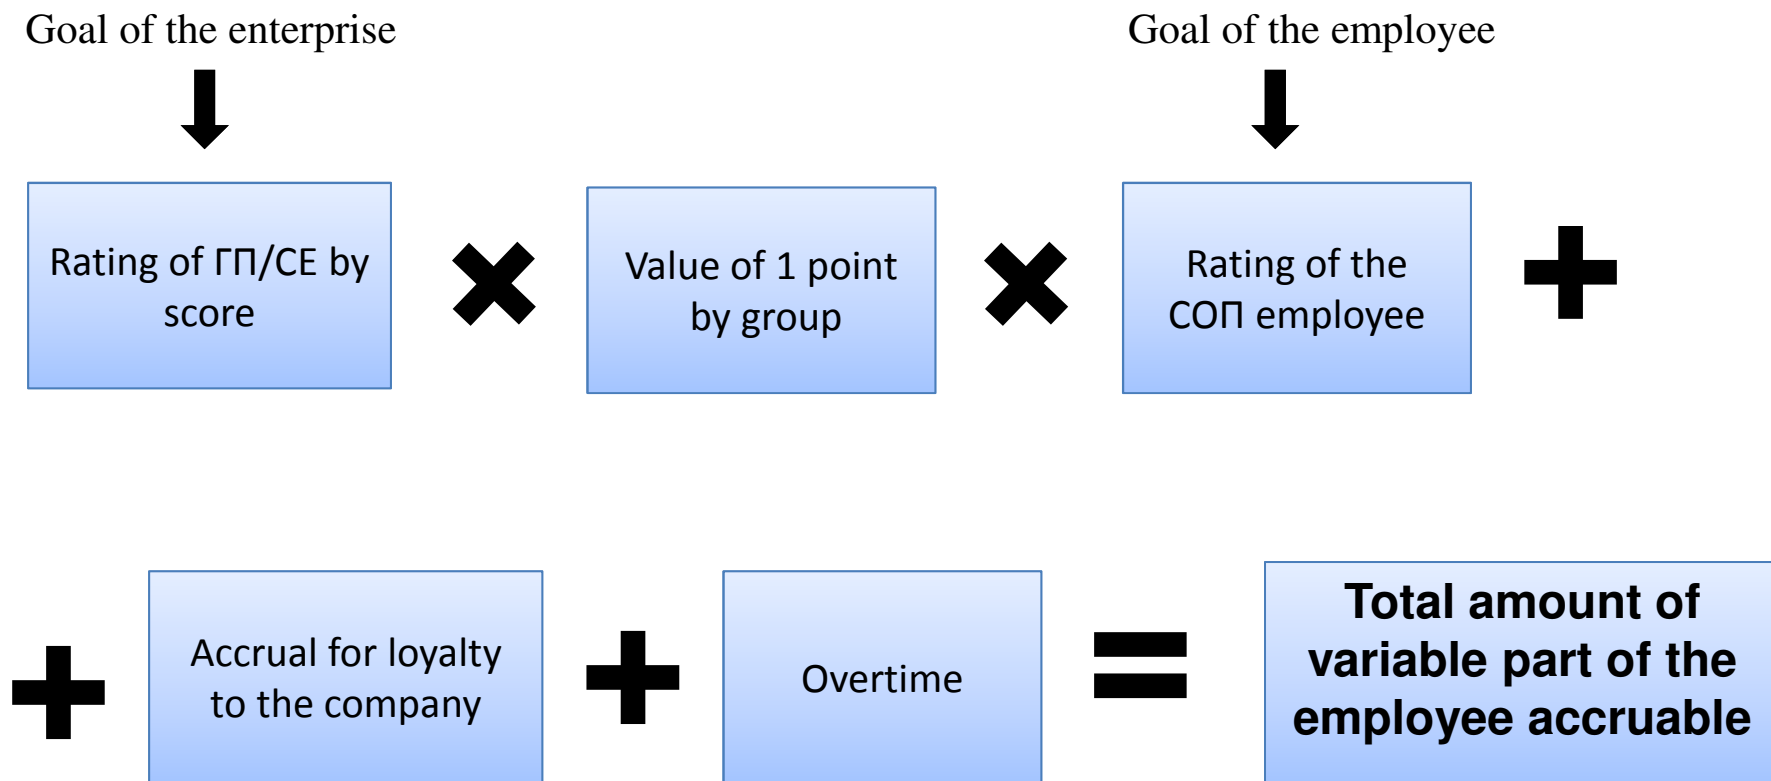 Goal of the enterprise
Goal of the employee
Rating of ГП/CE by
score
Value of 1 point
by group
Rating of the
СОП employee
Accrual for loyalty
to the company
Overtime
Total amount of
variable part of the
employee accruable